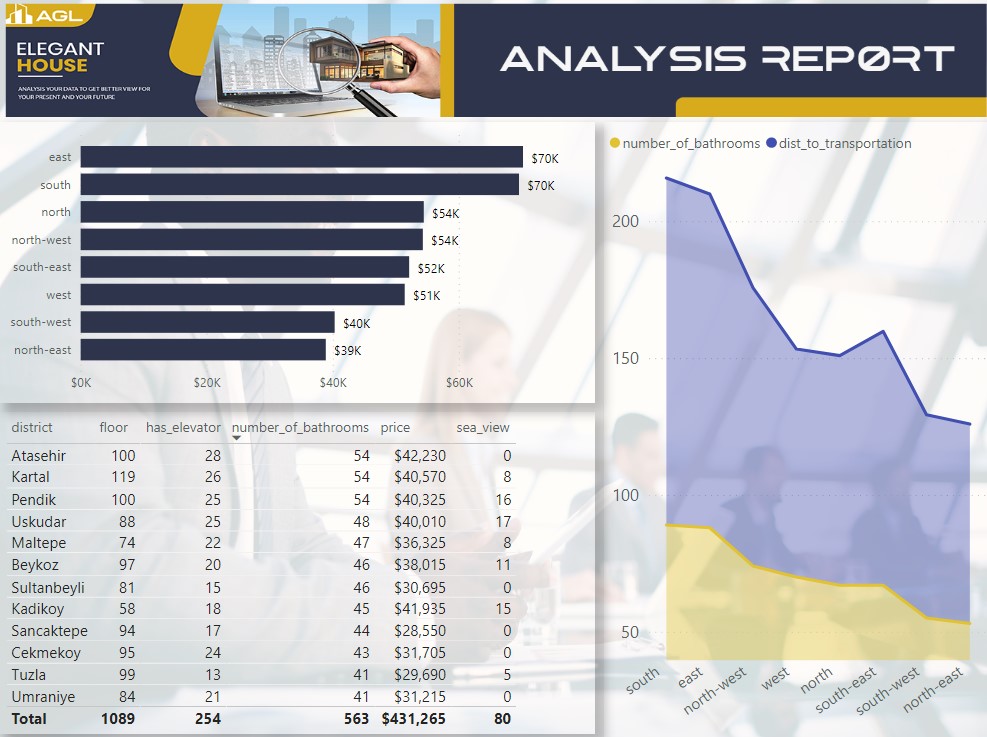 AGL
ELEGANT
HOUSE
ANALYSIS YOUR DATA TO GET BETTER VIEW FOR
YOUR PRESENT AND YOUR FUTURE
ANALYSIS REPORT
east $70K
south $70K
north $54K
north-west $54K
south-east $52K
west $51K
south-west $40K
north-east $39K
$0K $20K $40K $60K
district floor has_elevator number_of_bathrooms price sea_view
Atasehir 100 28 54 $42,230 0
Kartal 119 26 54 $40,570 8
Pendik 100 25 54 $40,325 16
Uskudar 88 25 48 $40,010 17
Maltepe 74 22 47 $36,325 8
Beykoz 97 20 46 $38,015 11
Sultanbeyli 81 15 46 $30,695 0
Kadikoy 58 18 45 $41,935 15
Sancaktepe 94 17 44 $28,550 0
Cekmekoy 95 24 43 $31,705 0
Tuzla 99 13 41 $29,690 5
Umraniye 84 21 41 $31,215 0
Total 1089 254 563 $431,265 80
number_of_bathrooms dist_to_transportation
200
150
100
50
south east north-west west north south-east south-west north-east